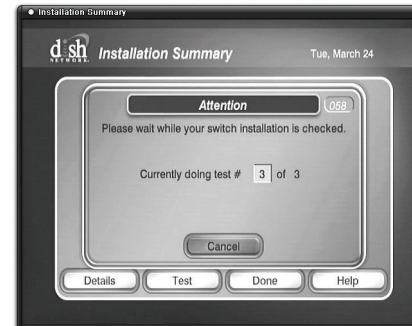 Installation Summary
dish
NETWORK
Installation Summary
Tue, March 24
Attention
058
Please wait while your switch installation is checked.
Currently doing test # 3 of 3
Cancel
Details
Test
Done
Help